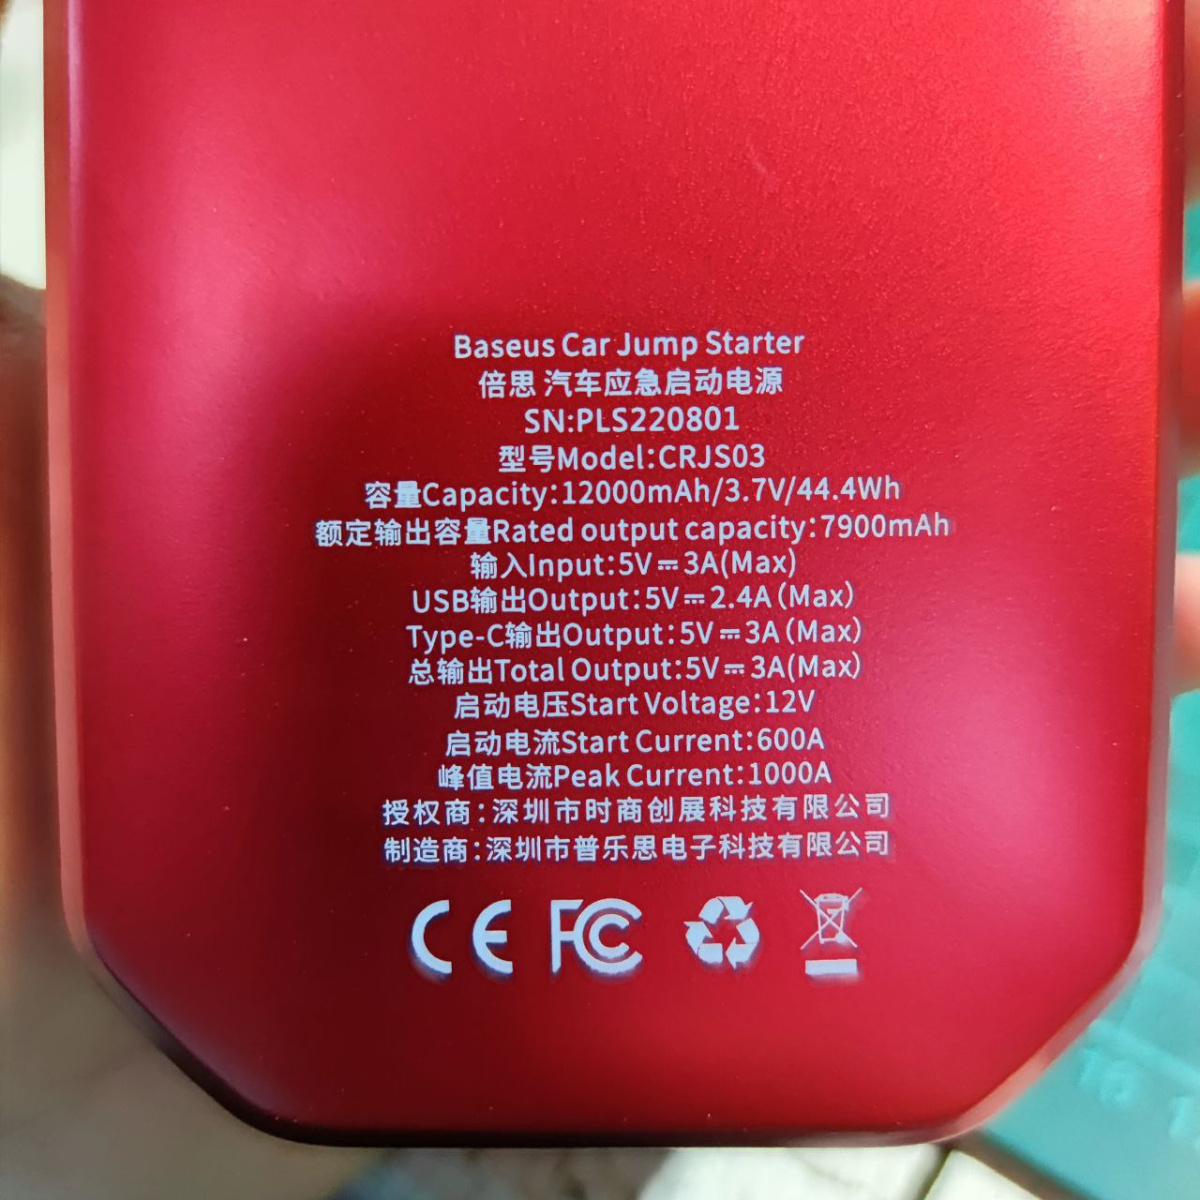 Baseus Car Jump Starter
倍思 汽车应急启动电源
SN:PLS220801
型号Model:CRJS03
容量Capacity:12000mAh/3.7V/44.4Wh
额定输出容量Rated output capacity:7900mAh
输入Input:5V⎓3A(Max)
USB输出Output:5V⎓2.4A(Max)
Type-C输出Output:5V⎓3A(Max)
总输出Total Output:5V⎓3A(Max)
启动电压Start Voltage:12V
启动电流Start Current:600A
峰值电流Peak Current:1000A
授权商:深圳市时商创展科技有限公司
制造商:深圳市普乐思电子科技有限公司
CE FC